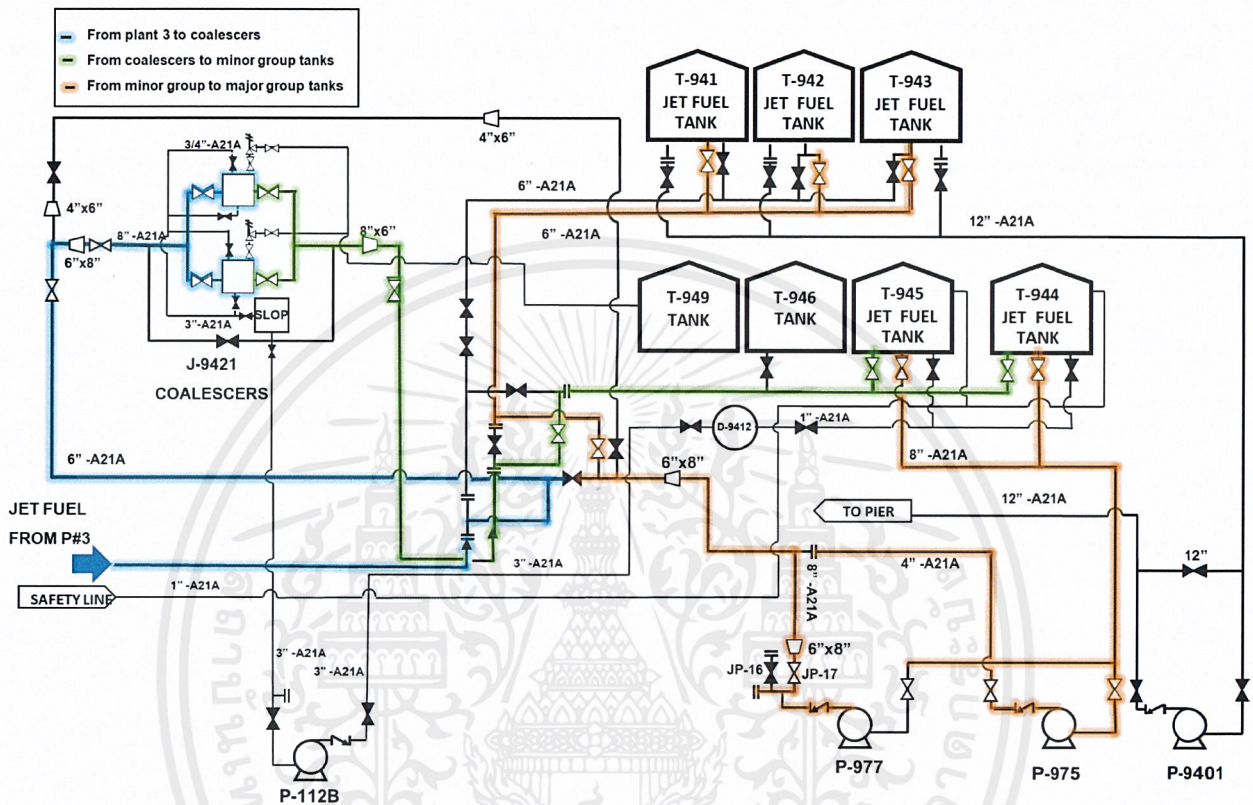 From plant 3 to coalescers
From coalescers to minor group tanks
From minor group to major group tanks
T-941
JET FUEL
TANK
T-942
JET FUEL
TANK
T-943
JET FUEL
TANK
4”x6”
3/4”-A21A
4”x6”
6”x8”
8”-A21A
8”x6”
6” -A21A
6” -A21A
12” -A21A
T-949
TANK
T-946
TANK
T-945
JET FUEL
TANK
T-944
JET FUEL
TANK
3”-A21A
SLOP
J-9421
COALESCERS
D-9412
1”-A21A
6” -A21A
6”x8”
8” -A21A
12” -A21A
TO PIER
JET FUEL
FROM P#3
3” -A21A
8” -A21A
4” -A21A
12”
1” -A21A
SAFETY LINE
3” -A21A
3” -A21A
6”x8”
JP-16
JP-17
P-112B
P-977
P-975
P-9401